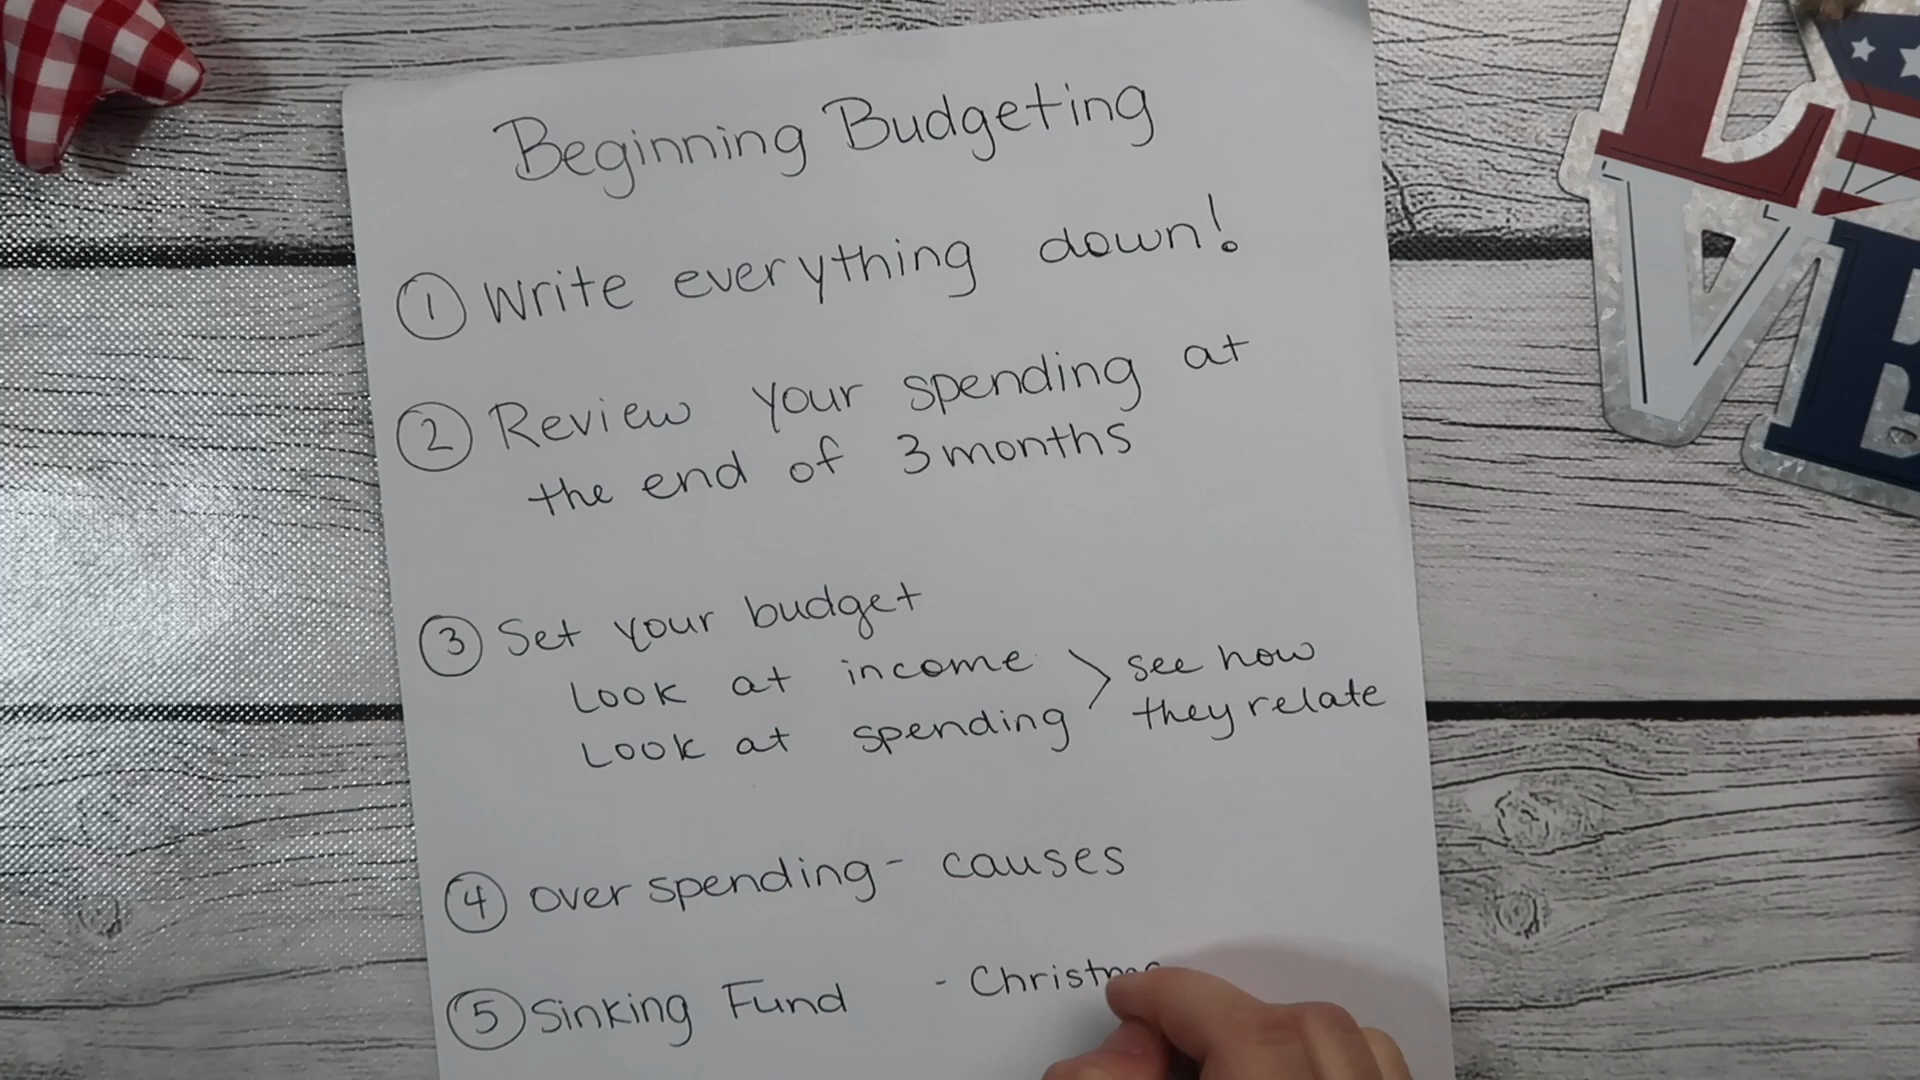 Beginning Budgeting
1 Write everything down!
2 Review your spending at
the end of 3 months
3 Set your budget
Look at income > see how
Look at spending they relate
4 over spending - causes
5 Sinking Fund -